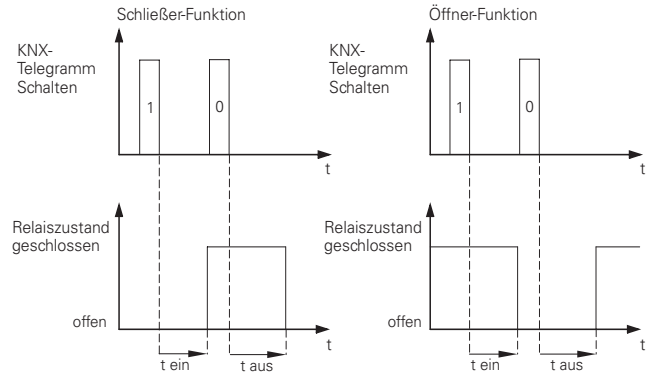 Schließer-Funktion
KNX-
Telegramm
Schalten
1
0
t
Relaiszustand
geschlossen
offen
t
t ein
t aus
Öffner-Funktion
KNX-
Telegramm
Schalten
1
0
t
Relaiszustand
geschlossen
offen
t
t ein
t aus